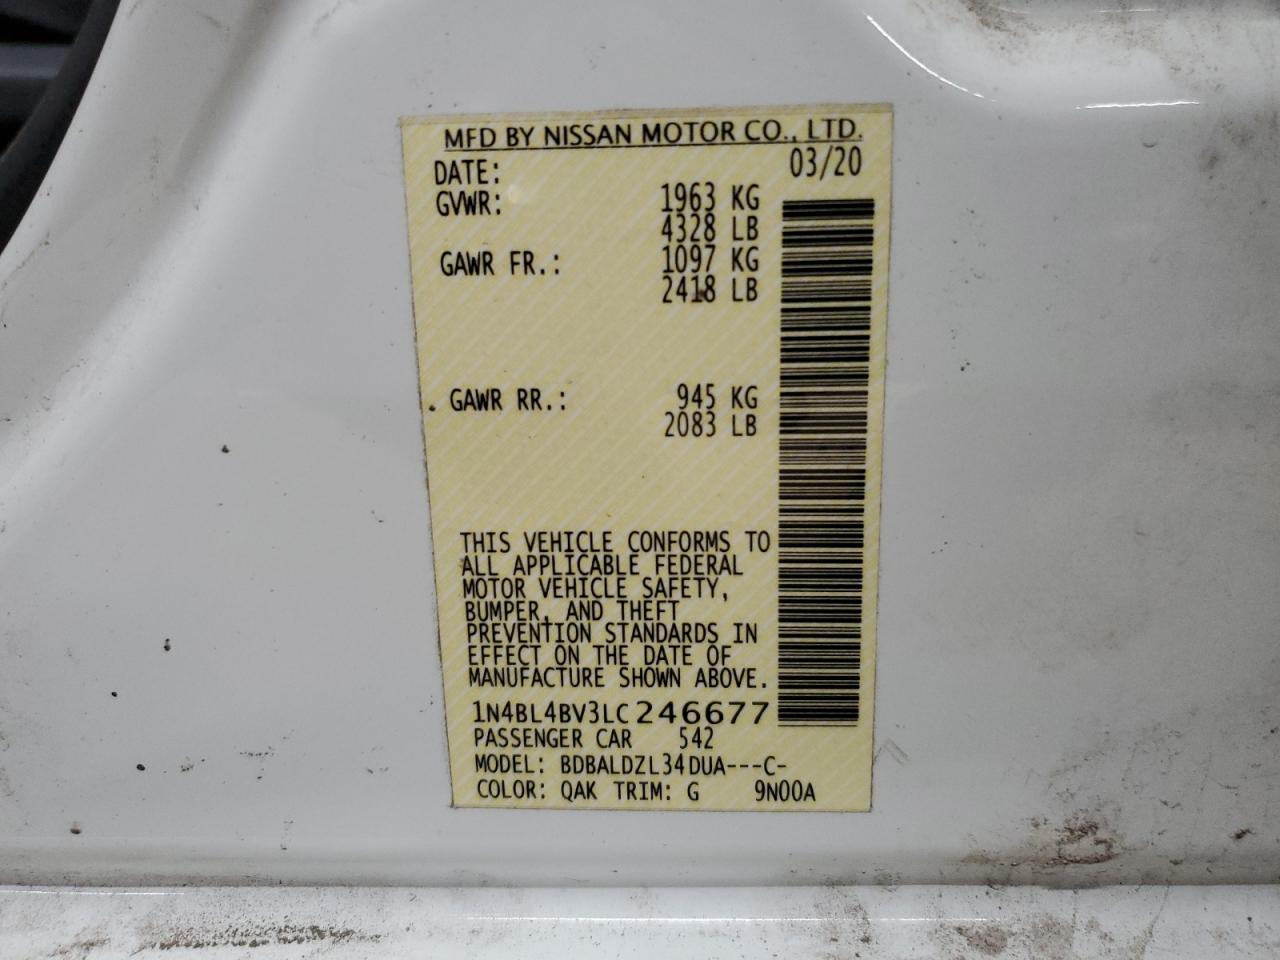 MFD BY NISSAN MOTOR CO., LTD.
DATE: 03/20
GVWR: 1963 KG
4328 LB
GAWR FR.: 1097 KG
2418 LB
GAWR RR.: 945 KG
2083 LB
THIS VEHICLE CONFORMS TO
ALL APPLICABLE FEDERAL
MOTOR VEHICLE SAFETY,
BUMPER, AND THEFT
PREVENTION STANDARDS IN
EFFECT ON THE DATE OF
MANUFACTURE SHOWN ABOVE.
1N4BL4BV3LC246677
PASSENGER CAR 542
MODEL: BDBALDZL34DUA---C-
COLOR: QAK TRIM: G 9N00A